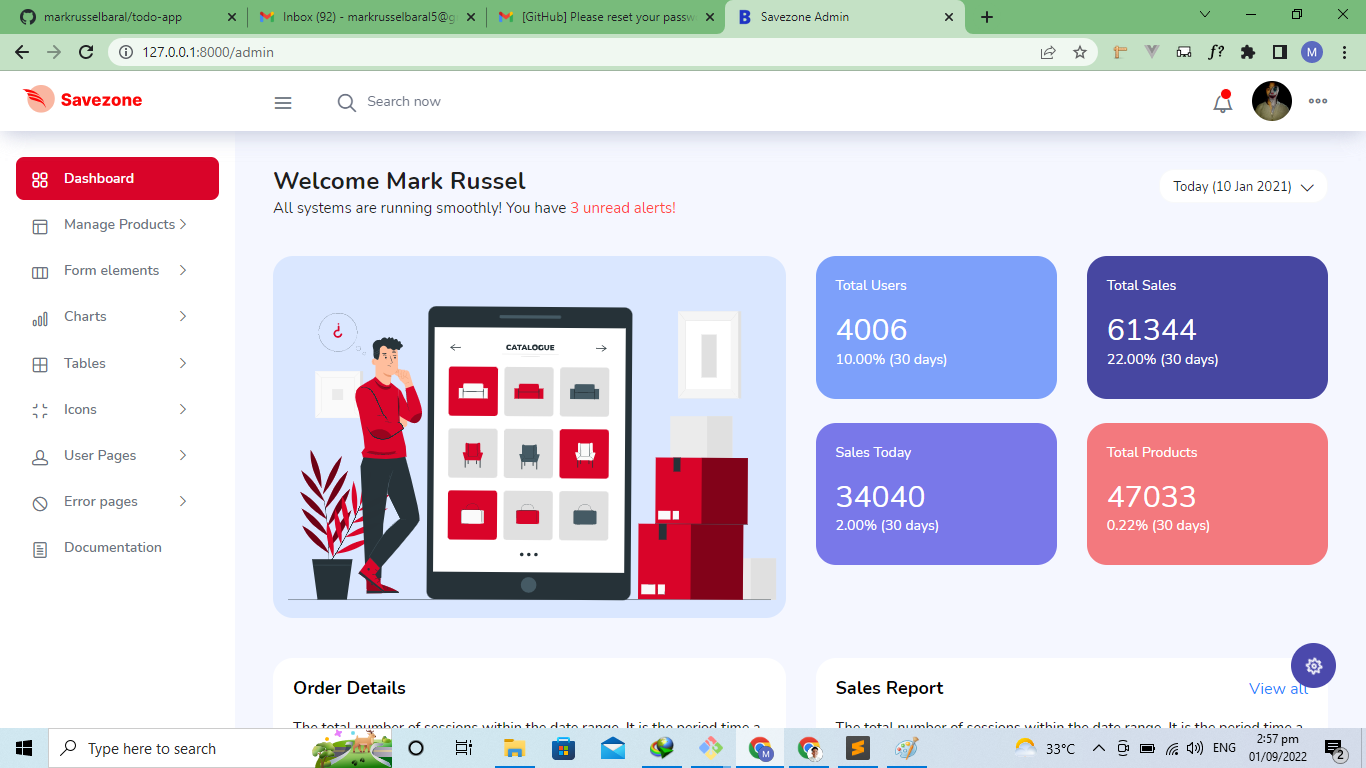 markrusselbaral/todo-app
Inbox (92) - markrusselbaral5@g
[GitHub] Please reset your passw
Savezone Admin
127.0.0.1:8000/admin
f?
M
Savezone
Search now
Dashboard
Manage Products
Form elements
Charts
Tables
Icons
User Pages
Error pages
Documentation
Welcome Mark Russel
All systems are running smoothly! You have 3 unread alerts!
Today (10 Jan 2021)
CATALOGUE
Total Users
4006
10.00% (30 days)
Total Sales
61344
22.00% (30 days)
Sales Today
34040
2.00% (30 days)
Total Products
47033
0.22% (30 days)
Order Details
The total number of sessions within the date range. It is the period time a
Sales Report
View all
The total number of sessions within the date range. It is the period time a
Type here to search
33°C
ENG
2:57 pm
01/09/2022
2